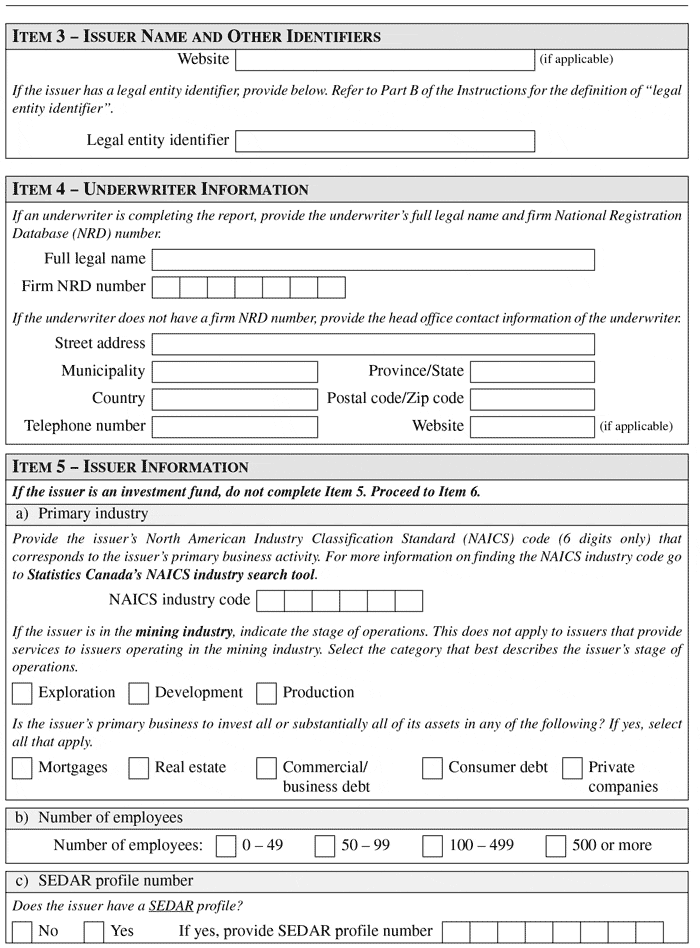 ITEM 3 – ISSUER NAME AND OTHER IDENTIFIERS
Website (if applicable)
If the issuer has a legal entity identifier, provide below. Refer to Part B of the Instructions for the definition of “legal
entity identifier”.
Legal entity identifier
ITEM 4 – UNDERWRITER INFORMATION
If an underwriter is completing the report, provide the underwriter’s full legal name and firm National Registration
Database (NRD) number.
Full legal name
Firm NRD number
If the underwriter does not have a firm NRD number, provide the head office contact information of the underwriter.
Street address
Municipality Province/State
Country Postal code/Zip code
Telephone number Website (if applicable)
ITEM 5 – ISSUER INFORMATION
If the issuer is an investment fund, do not complete Item 5. Proceed to Item 6.
a) Primary industry
Provide the issuer’s North American Industry Classification Standard (NAICS) code (6 digits only) that
corresponds to the issuer’s primary business activity. For more information on finding the NAICS industry code go
to Statistics Canada’s NAICS industry search tool.
NAICS industry code
If the issuer is in the mining industry, indicate the stage of operations. This does not apply to issuers that provide
services to issuers operating in the mining industry. Select the category that best describes the issuer’s stage of
operations.
Exploration Development Production
Is the issuer’s primary business to invest all or substantially all of its assets in any of the following? If yes, select
all that apply.
Mortgages Real estate Commercial/ Consumer debt Private
business debt companies
b) Number of employees
Number of employees: 0 – 49 50 – 99 100 – 499 500 or more
c) SEDAR profile number
Does the issuer have a SEDAR profile?
No Yes If yes, provide SEDAR profile number